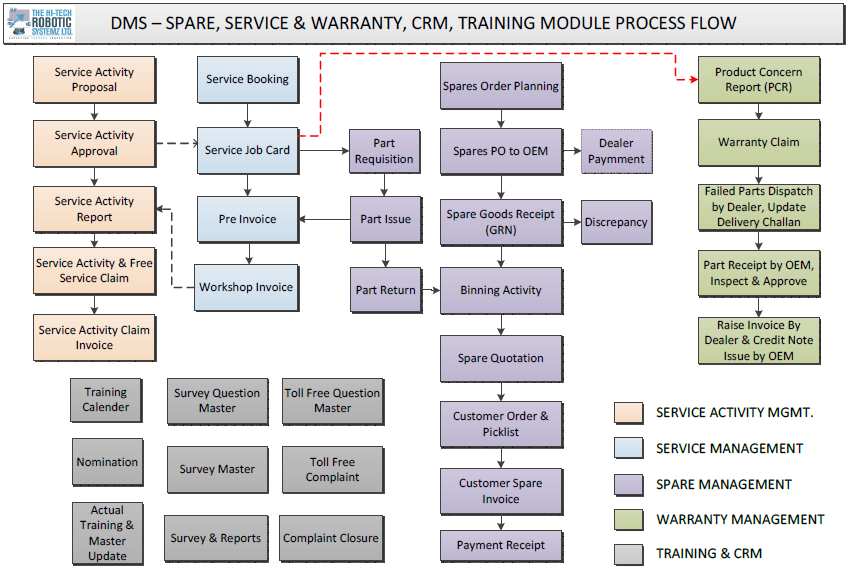 THE HI-TECH
ROBOTIC
SYSTEMZ LTD.
DMS – SPARE, SERVICE & WARRANTY, CRM, TRAINING MODULE PROCESS FLOW
Service Activity
Proposal
Service Activity
Approval
Service Activity
Report
Service Activity & Free
Service Claim
Service Activity Claim
Invoice
Service Booking
Service Job Card
Pre Invoice
Workshop Invoice
Part
Requisition
Part Issue
Part Return
Spares Order Planning
Spares PO to OEM
Spare Goods Receipt
(GRN)
Binning Activity
Spare Quotation
Customer Order &
Picklist
Customer Spare
Invoice
Payment Receipt
Dealer
Paymment
Discrepancy
Product Concern
Report (PCR)
Warranty Claim
Failed Parts Dispatch
by Dealer, Update
Delivery Challan
Part Receipt by OEM,
Inspect & Approve
Raise Invoice By
Dealer & Credit Note
Issue by OEM
Training
Calender
Nomination
Actual
Training &
Master
Update
Survey Question
Master
Survey Master
Survey & Reports
Toll Free Question
Master
Toll Free
Complaint
Complaint Closure
SERVICE ACTIVITY MGMT.
SERVICE MANAGEMENT
SPARE MANAGEMENT
WARRANTY MANAGEMENT
TRAINING & CRM